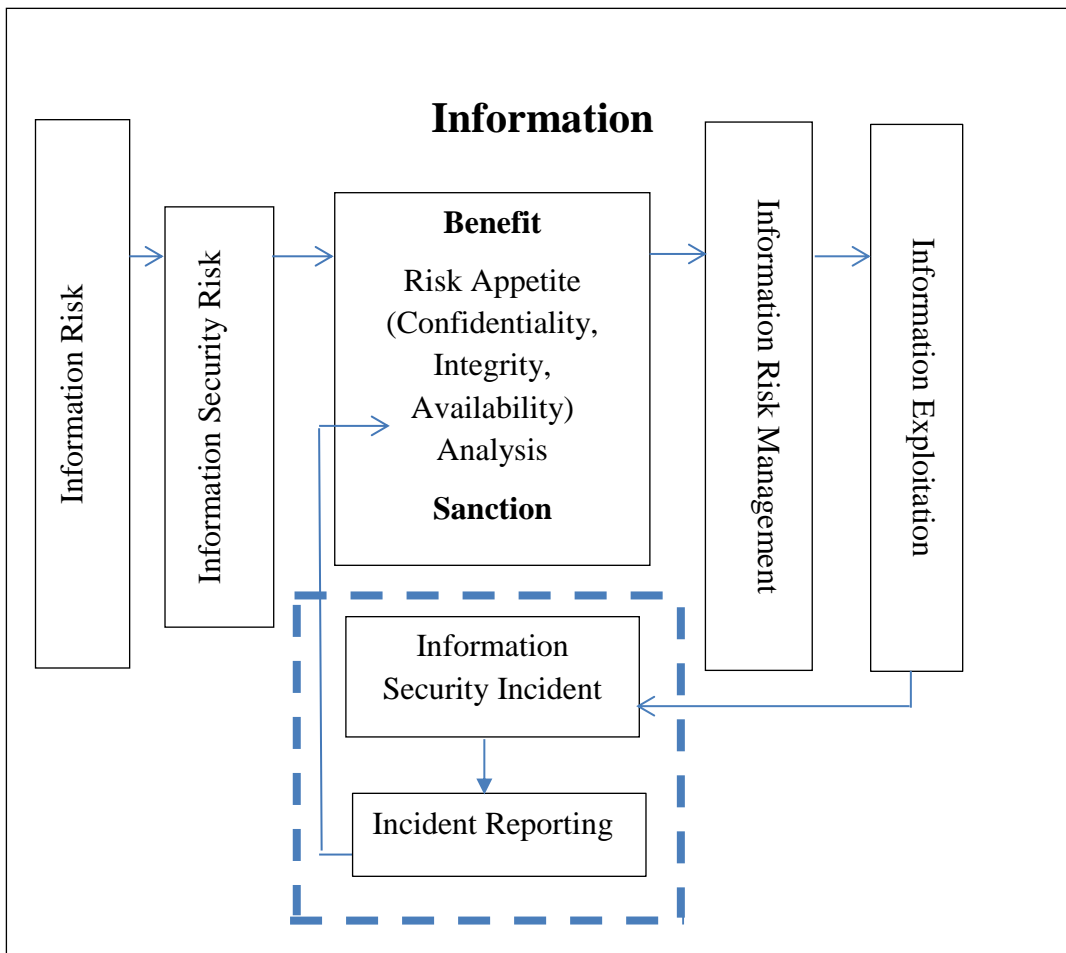 Information
Information Risk
Information Security Risk
Benefit
Risk Appetite
(Confidentiality,
Integrity,
Availability)
Analysis
Sanction
Information Risk Management
Information Exploitation
Information
Security Incident
Incident Reporting